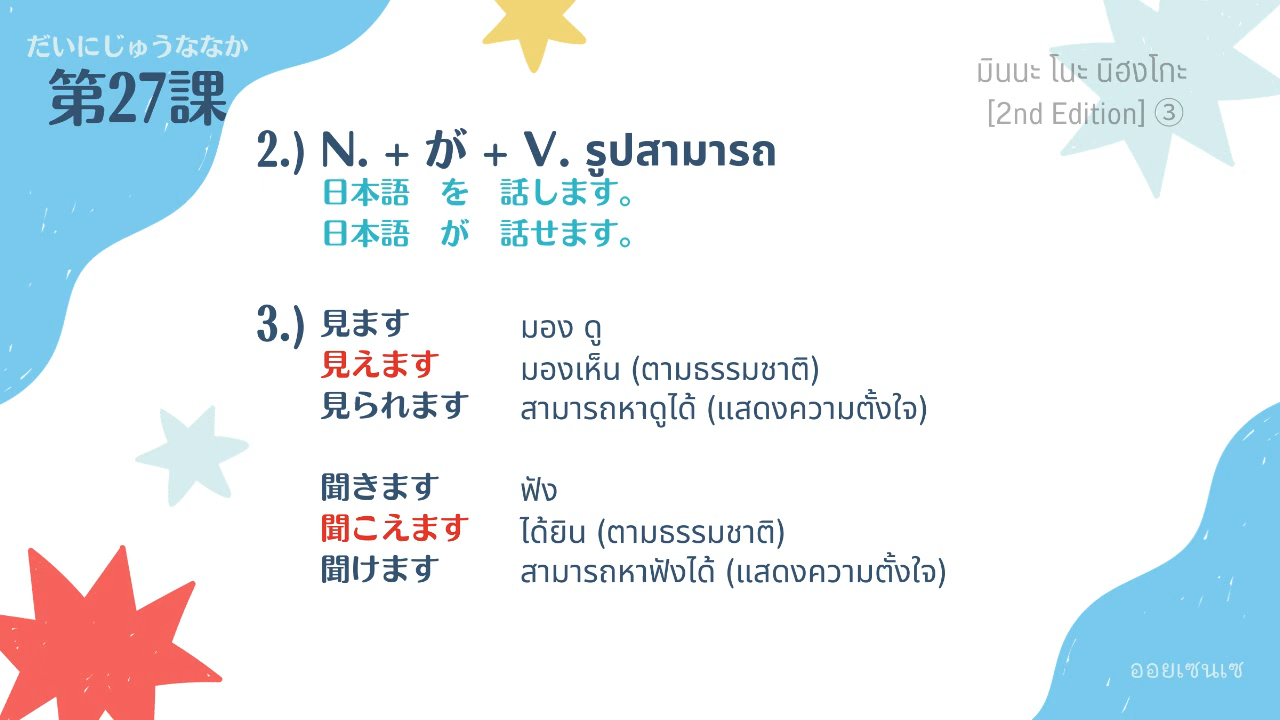 だいにじゅうななか
第27課
มินนะ โนะ นิฮงโกะ
[2nd Edition] ③
2.) N. + が + V. รูปสามารถ
日本語 を 話します。
日本語 が 話せます。
3.) 見ます มอง ดู
見えます มองเห็น (ตามธรรมชาติ)
見られます สามารถหาดูได้ (แสดงความตั้งใจ)
聞きます ฟัง
聞こえます ได้ยิน (ตามธรรมชาติ)
聞けます สามารถหาฟังได้ (แสดงความตั้งใจ)
ออยเซนเซ